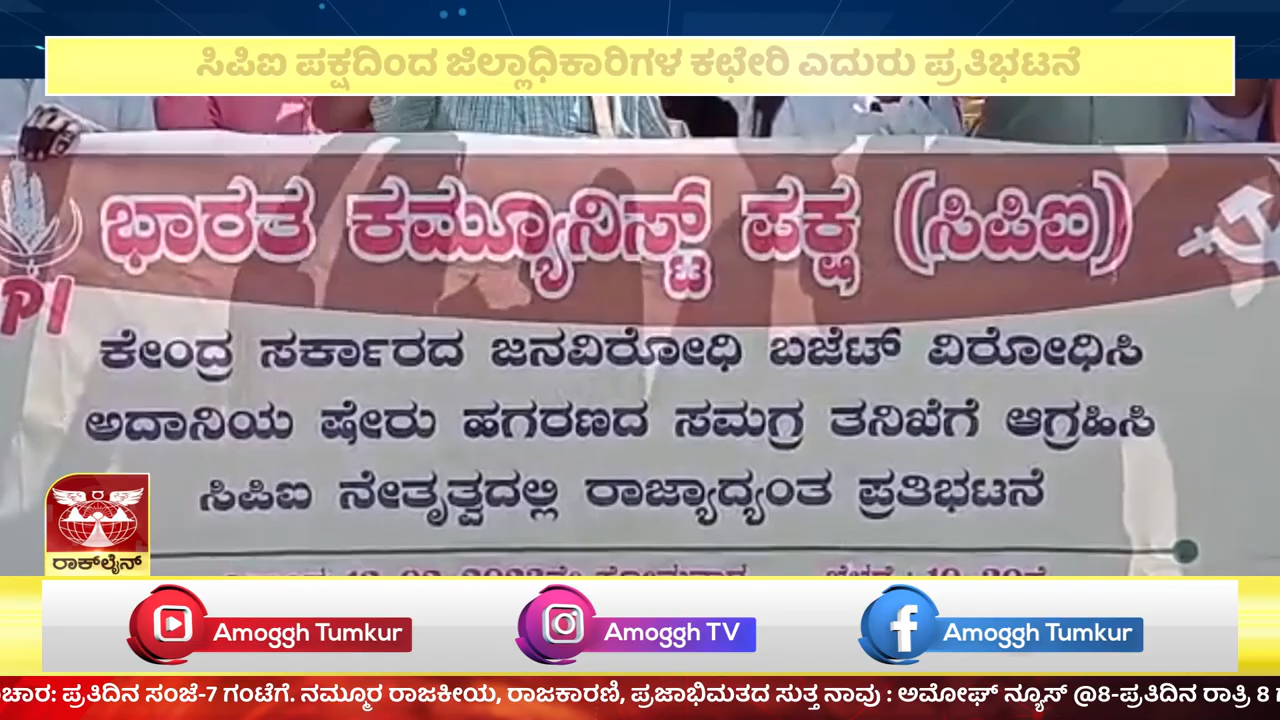 ಸಿಪಿಐ ಪಕ್ಷದಿಂದ ಜಿಲ್ಲಾಧಿಕಾರಿಗಳ ಕಛೇರಿ ಎದುರು ಪ್ರತಿಭಟನೆ
ಭಾರತ ಕಮ್ಯೂನಿಸ್ಟ್ ಪಕ್ಷ (ಸಿಪಿಐ)
PI
ಕೇಂದ್ರ ಸರ್ಕಾರದ ಜನವಿರೋಧಿ ಬಜೆಟ್ ವಿರೋಧಿಸಿ
ಅದಾನಿಯ ಷೇರು ಹಗರಣದ ಸಮಗ್ರ ತನಿಖೆಗೆ ಆಗ್ರಹಿಸಿ
ಸಿಪಿಐ ನೇತೃತ್ವದಲ್ಲಿ ರಾಜ್ಯಾದ್ಯಂತ ಪ್ರತಿಭಟನೆ
ರಾಕ್‌ಲೈನ್
Amoggh Tumkur Amoggh TV Amoggh Tumkur
ಚಾರ: ಪ್ರತಿದಿನ ಸಂಜೆ-7 ಗಂಟೆಗೆ. ನಮ್ಮೂರ ರಾಜಕೀಯ, ರಾಜಕಾರಣಿ, ಪ್ರಜಾಭಿಮತದ ಸುತ್ತ ನಾವು : ಅಮೋಘ್ ನ್ಯೂಸ್ @8-ಪ್ರತಿದಿನ ರಾತ್ರಿ 8